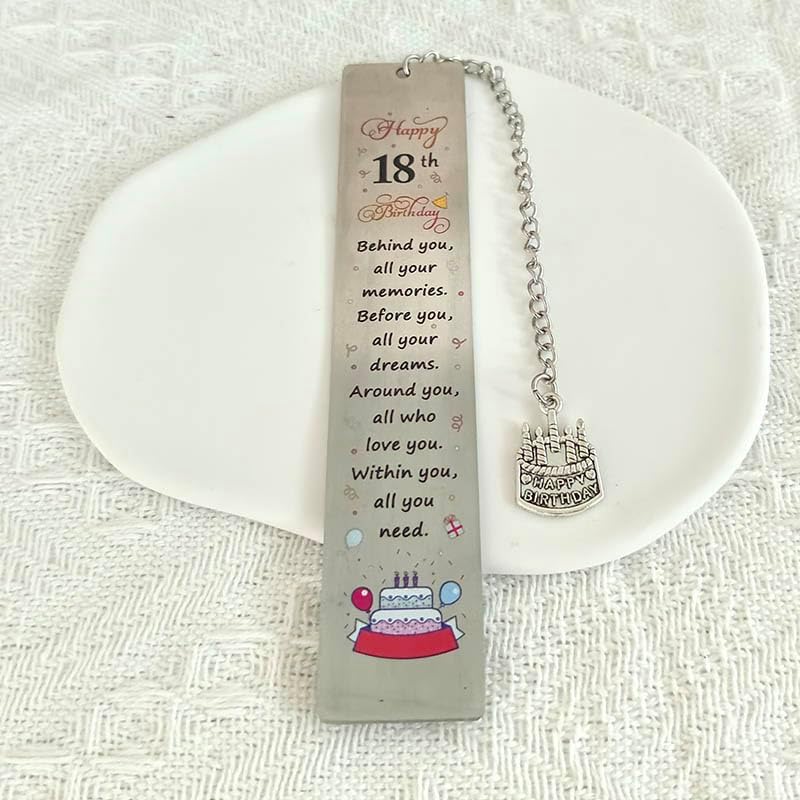 Happy
18th
Birthday
Behind you,
all your
memories.
Before you,
all your
dreams.
Around you,
all who
love you.
Within you,
all you
need.
HAPPY
BIRTHDAY